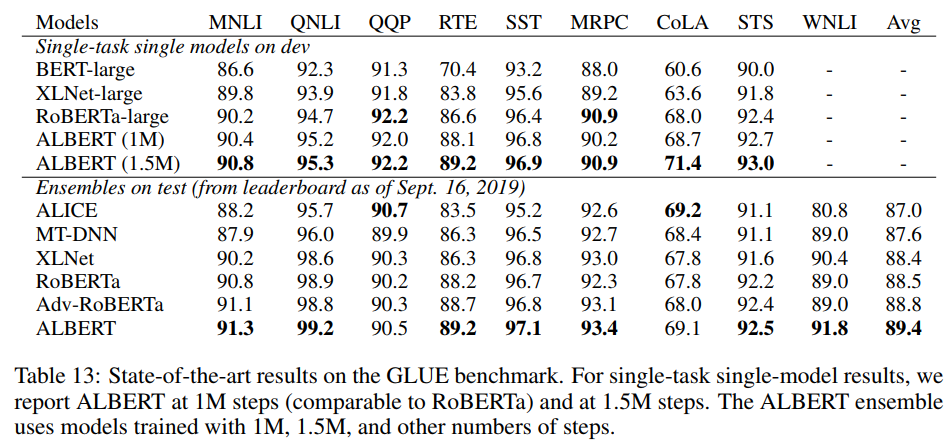 Models MNLI QNLI QQP RTE SST MRPC CoLA STS WNLI Avg
Single-task single models on dev
BERT-large 86.6 92.3 91.3 70.4 93.2 88.0 60.6 90.0 - -
XLNet-large 89.8 93.9 91.8 83.8 95.6 89.2 63.6 91.8 - -
RoBERTa-large 90.2 94.7 92.2 86.6 96.4 90.9 68.0 92.4 - -
ALBERT (1M) 90.4 95.2 92.0 88.1 96.8 90.2 68.7 92.7 - -
ALBERT (1.5M) 90.8 95.3 92.2 89.2 96.9 90.9 71.4 93.0 - -
Ensembles on test (from leaderboard as of Sept. 16, 2019)
ALICE 88.2 95.7 90.7 83.5 95.2 92.6 69.2 91.1 80.8 87.0
MT-DNN 87.9 96.0 89.9 86.3 96.5 92.7 68.4 91.1 89.0 87.6
XLNet 90.2 98.6 90.3 86.3 96.8 93.0 67.8 91.6 90.4 88.4
RoBERTa 90.8 98.9 90.2 88.2 96.7 92.3 67.8 92.2 89.0 88.5
Adv-RoBERTa 91.1 98.8 90.3 88.7 96.8 93.1 68.0 92.4 89.0 88.8
ALBERT 91.3 99.2 90.5 89.2 97.1 93.4 69.1 92.5 91.8 89.4
Table 13: State-of-the-art results on the GLUE benchmark. For single-task single-model results, we
report ALBERT at 1M steps (comparable to RoBERTa) and at 1.5M steps. The ALBERT ensemble
uses models trained with 1M, 1.5M, and other numbers of steps.